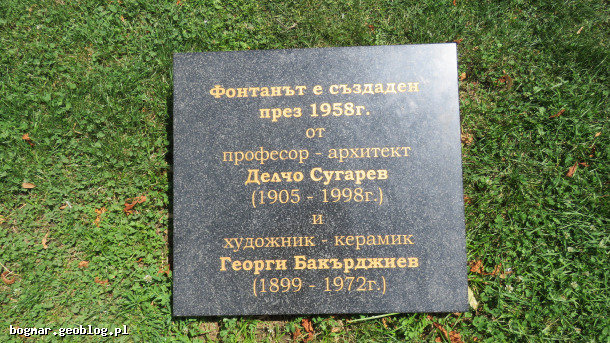 Фонтанът е създаден
през 1958г.
от
професор - архитект
Делчо Сугарев
(1905 - 1998г.)
и
художник - керамик
Георги Бакърджиев
(1899 - 1972г.)
bogmar.geoblog.pl